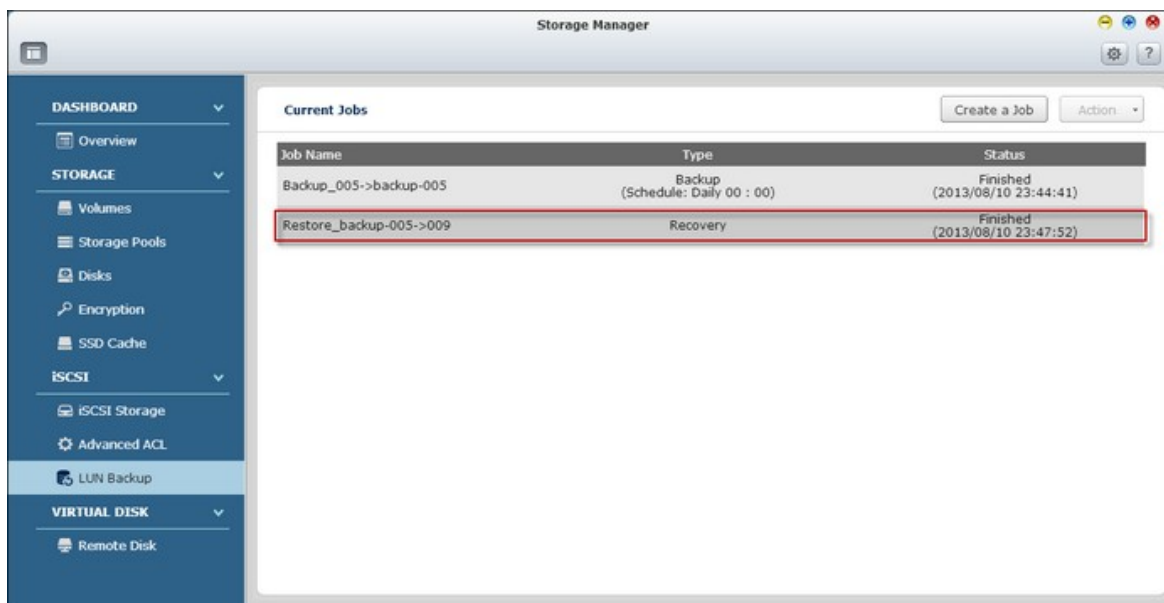 Storage Manager
?
DASHBOARD
Overview
STORAGE
Volumes
Storage Pools
Disks
Encryption
SSD Cache
iSCSI
iSCSI Storage
Advanced ACL
LUN Backup
VIRTUAL DISK
Remote Disk
Current Jobs
Create a Job
Action
Job Name Type Status
Backup_005->backup-005 Backup Finished
(Schedule: Daily 00 : 00) (2013/08/10 23:44:41)
Restore_backup-005->009 Recovery Finished
(2013/08/10 23:47:52)